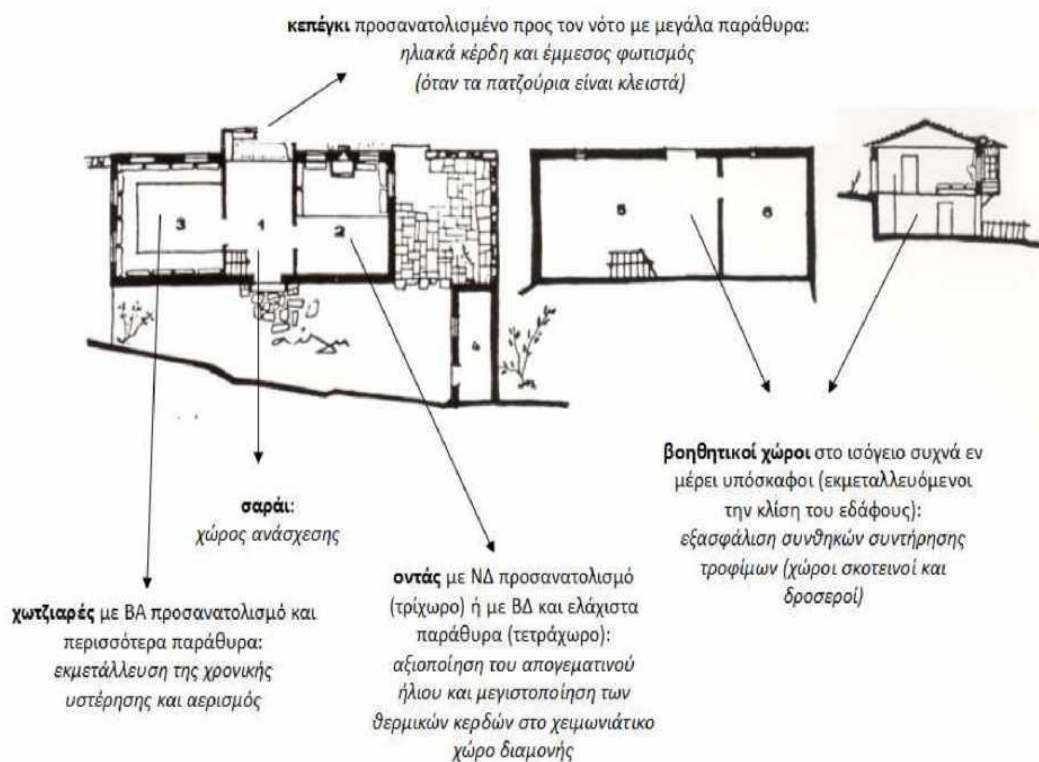 κεπέγκι προσανατολισμένο προς τον νότο με μεγάλα παράθυρα:
ηλιακά κέρδη και έμμεσος φωτισμός
(όταν τα πατζούρια είναι κλειστά)
3
1
2
4
αυλή
5
6
σαράι:
χώρος ανάσχεσης
χωτζιαρές με ΒΑ προσανατολισμό και
περισσότερα παράθυρα:
εκμετάλλευση της χρονικής
υστέρησης και αερισμός
οντάς με ΝΔ προσανατολισμό
(τρίχωρο) ή με ΒΔ και ελάχιστα
παράθυρα (τετράχωρο):
αξιοποίηση του απογεματινού
ήλιου και μεγιστοποίηση των
θερμικών κερδών στο χειμωνιάτικο
χώρο διαμονής
βοηθητικοί χώροι στο ισόγειο συχνά εν
μέρει υπόσκαφοι (εκμεταλλευόμενοι
την κλίση του εδάφους):
εξασφάλιση συνθηκών συντήρησης
τροφίμων (χώροι σκοτεινοί και
δροσεροί)